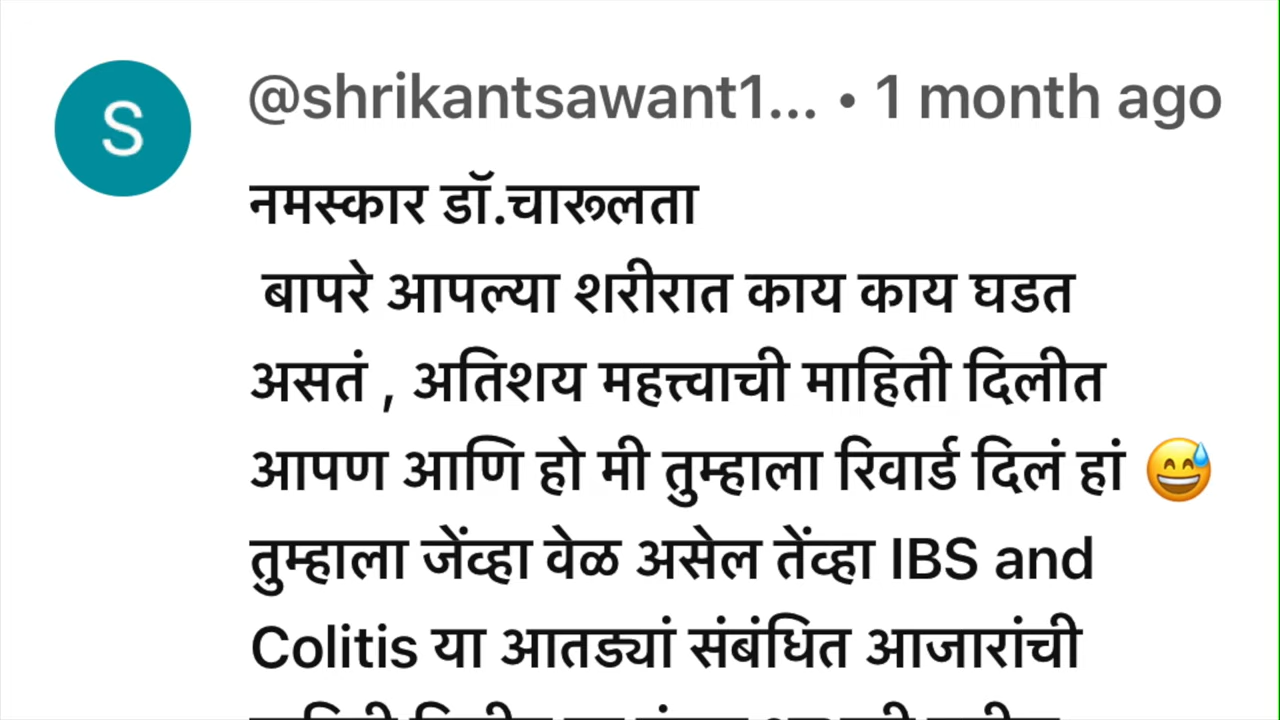 S
@shrikantsawant1... • 1 month ago
नमस्कार डॉ.चारूलता
बापरे आपल्या शरीरात काय काय घडत
असतं , अतिशय महत्त्वाची माहिती दिलीत
आपण आणि हो मी तुम्हाला रिवार्ड दिलं हां 😅
तुम्हाला जेंव्हा वेळ असेल तेंव्हा IBS and
Colitis या आतड्यां संबंधित आजारांची